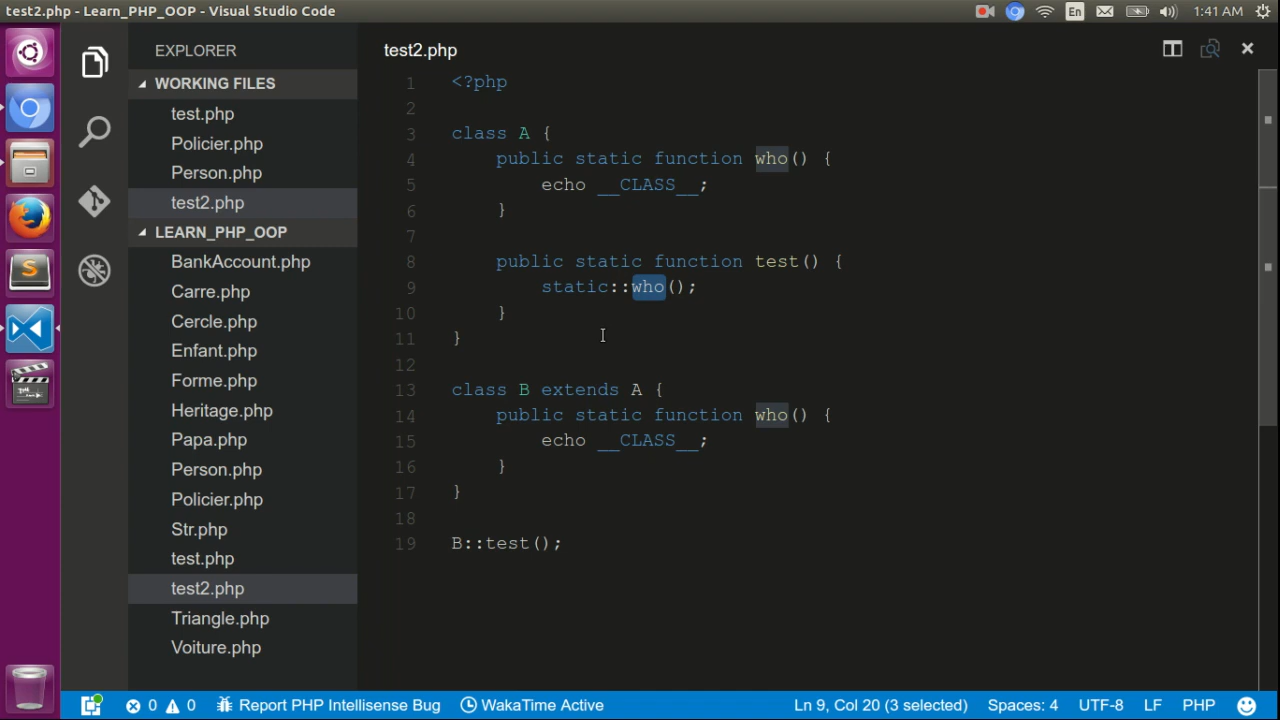 test2.php - Learn_PHP_OOP - Visual Studio Code
En
1:41 AM
EXPLORER
WORKING FILES
test.php
Policier.php
Person.php
test2.php
LEARN_PHP_OOP
BankAccount.php
Carre.php
Cercle.php
Enfant.php
Forme.php
Heritage.php
Papa.php
Person.php
Policier.php
Str.php
test.php
test2.php
Triangle.php
Voiture.php
test2.php
1 <?php
2
3 class A {
4 public static function who() {
5 echo __CLASS__;
6 }
7
8 public static function test() {
9 static::who();
10 }
11 }
12
13 class B extends A {
14 public static function who() {
15 echo __CLASS__;
16 }
17 }
18
19 B::test();
0 0 Report PHP Intellisense Bug WakaTime Active Ln 9, Col 20 (3 selected) Spaces: 4 UTF-8 LF PHP